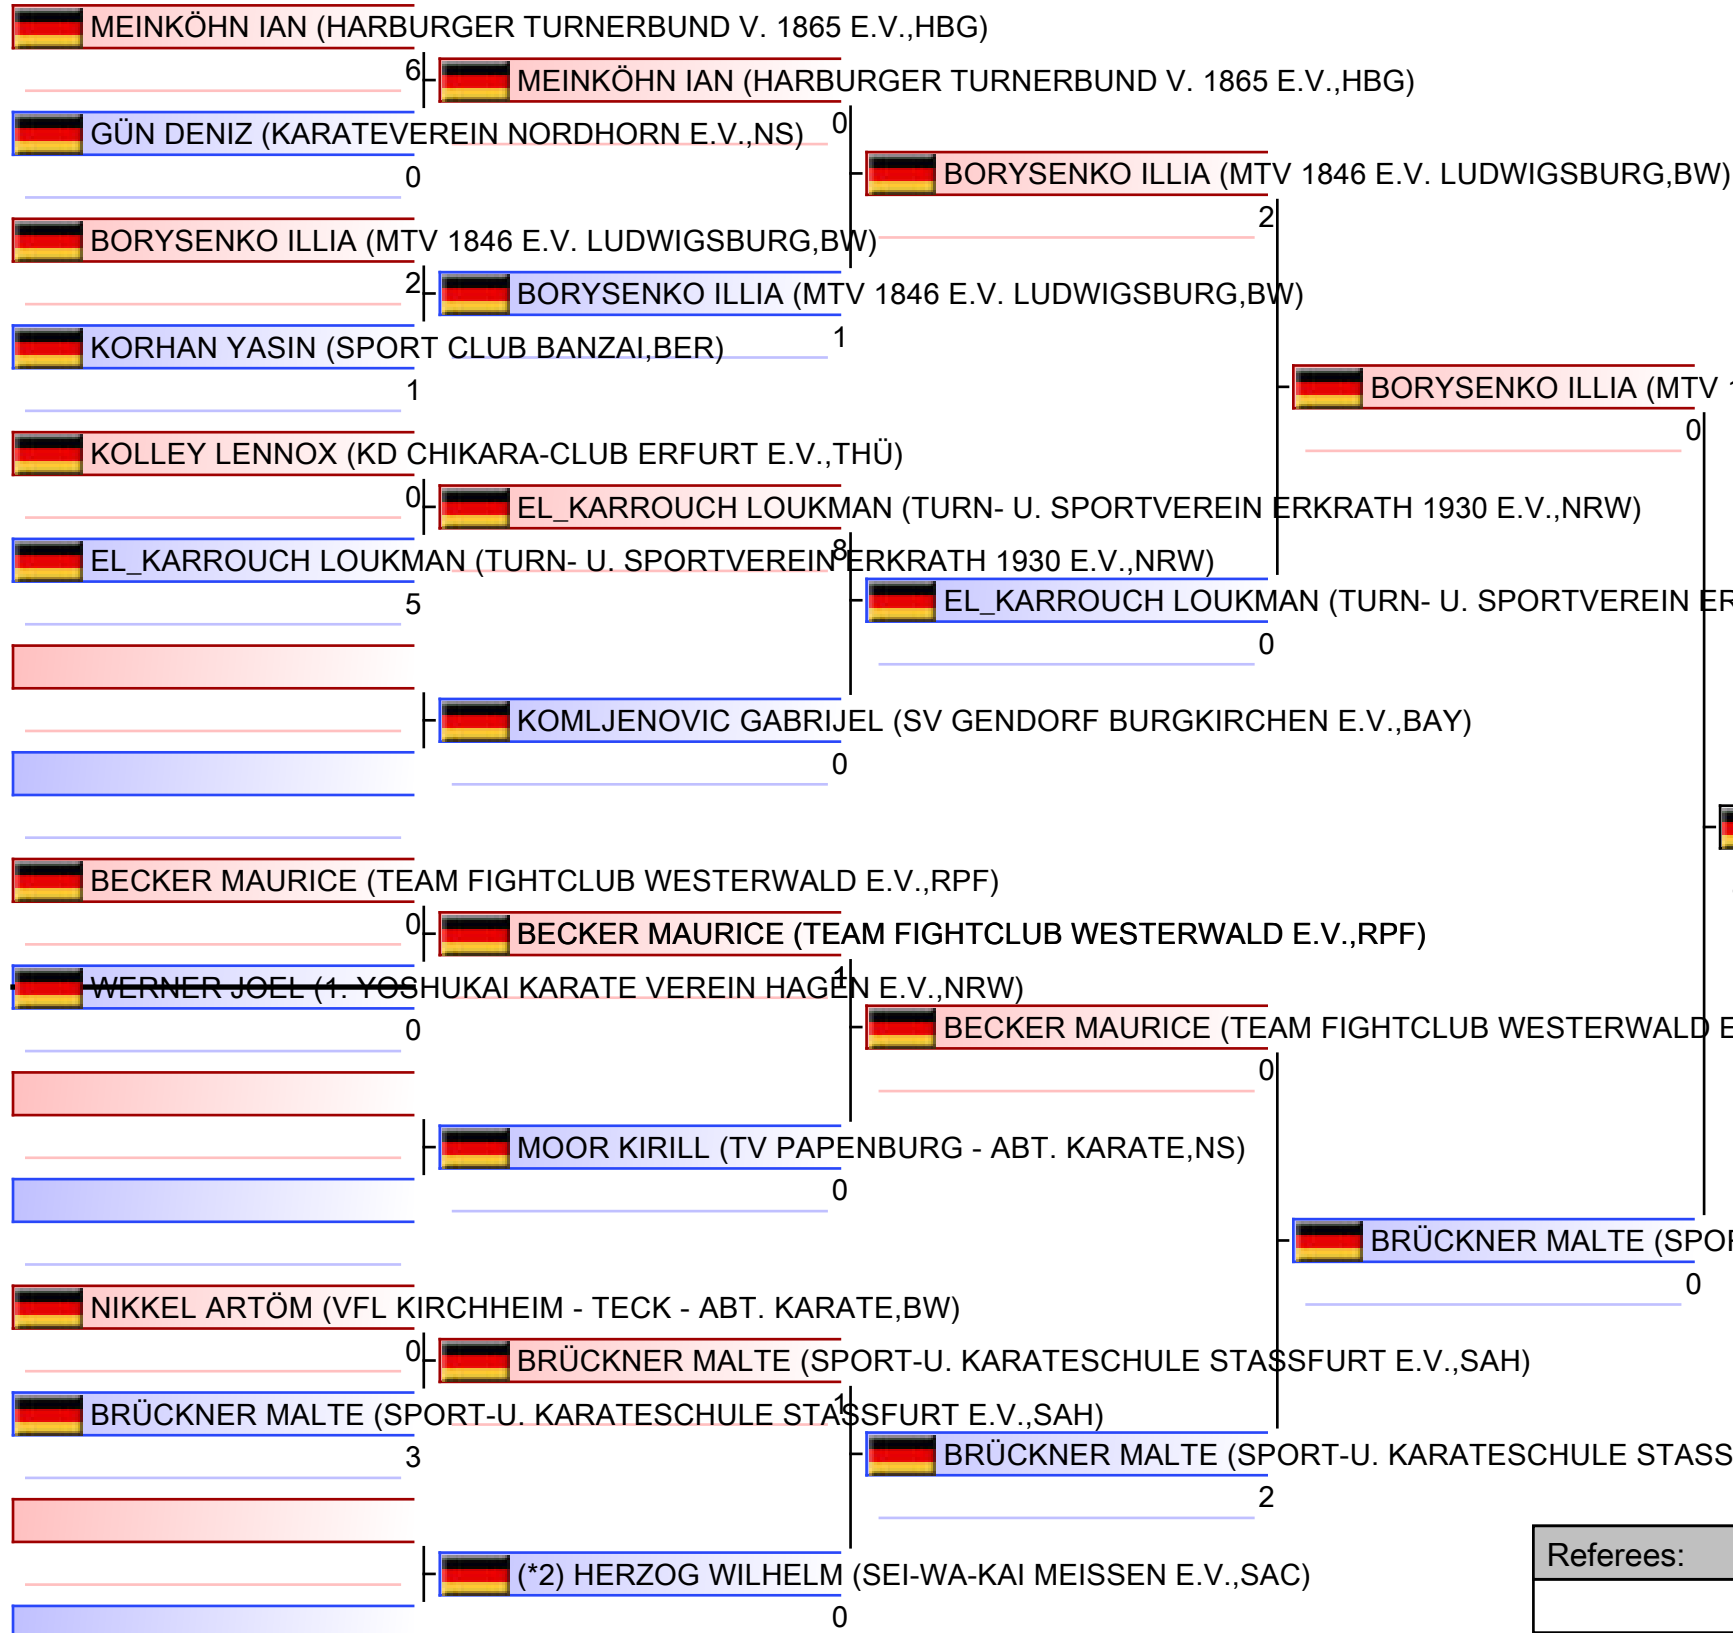 MEINKÖHN IAN (HARBURGER TURNERBUND V. 1865 E.V.,HBG)
6
MEINKÖHN IAN (HARBURGER TURNERBUND V. 1865 E.V.,HBG)
0
GÜN DENIZ (KARATEVEREIN NORDHORN E.V.,NS)
0
BORYSENKO ILLIA (MTV 1846 E.V. LUDWIGSBURG,BW)
2
BORYSENKO ILLIA (MTV 1846 E.V. LUDWIGSBURG,BW)
2
BORYSENKO ILLIA (MTV 1846 E.V. LUDWIGSBURG,BW)
1
KORHAN YASIN (SPORT CLUB BANZAI,BER)
1
BORYSENKO ILLIA (MTV
0
KOLLEY LENNOX (KD CHIKARA-CLUB ERFURT E.V.,THÜ)
0
EL_KARROUCH LOUKMAN (TURN- U. SPORTVEREIN ERKRATH 1930 E.V.,NRW)
8
EL_KARROUCH LOUKMAN (TURN- U. SPORTVEREIN ERKRATH 1930 E.V.,NRW)
5
EL_KARROUCH LOUKMAN (TURN- U. SPORTVEREIN ER
0
KOMLJENOVIC GABRIJEL (SV GENDORF BURGKIRCHEN E.V.,BAY)
0
BECKER MAURICE (TEAM FIGHTCLUB WESTERWALD E.V.,RPF)
0
BECKER MAURICE (TEAM FIGHTCLUB WESTERWALD E.V.,RPF)
1
WERNER JOEL (1. YOSHUKAI KARATE VEREIN HAGEN E.V.,NRW)
0
BECKER MAURICE (TEAM FIGHTCLUB WESTERWALD E
0
MOOR KIRILL (TV PAPENBURG - ABT. KARATE,NS)
0
BRÜCKNER MALTE (SPO
0
NIKKEL ARTÖM (VFL KIRCHHEIM - TECK - ABT. KARATE,BW)
0
BRÜCKNER MALTE (SPORT-U. KARATESCHULE STASSFURT E.V.,SAH)
1
BRÜCKNER MALTE (SPORT-U. KARATESCHULE STASSFURT E.V.,SAH)
3
BRÜCKNER MALTE (SPORT-U. KARATESCHULE STASS
2
Referees:
(*2) HERZOG WILHELM (SEI-WA-KAI MEISSEN E.V.,SAC)
0